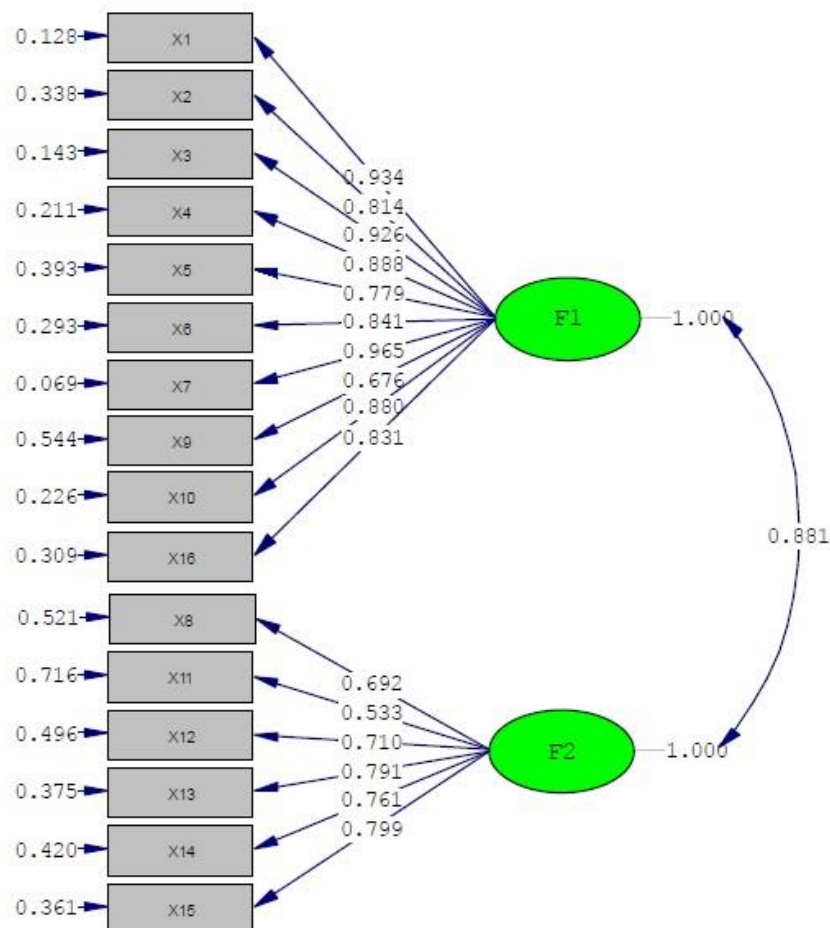 0.128 X1
0.338 X2
0.143 X3
0.934
0.211 X4
0.814
0.926
0.393 X5
0.888
0.779
0.293 X6
0.841
F1
1.000
0.965
0.069 X7
0.676
0.880
0.544 X9
0.831
0.226 X10
0.881
0.309 X16
0.521 X8
0.716 X11
0.692
0.533
0.496 X12
0.710
F2
1.000
0.791
0.375 X13
0.761
0.799
0.420 X14
0.361 X15